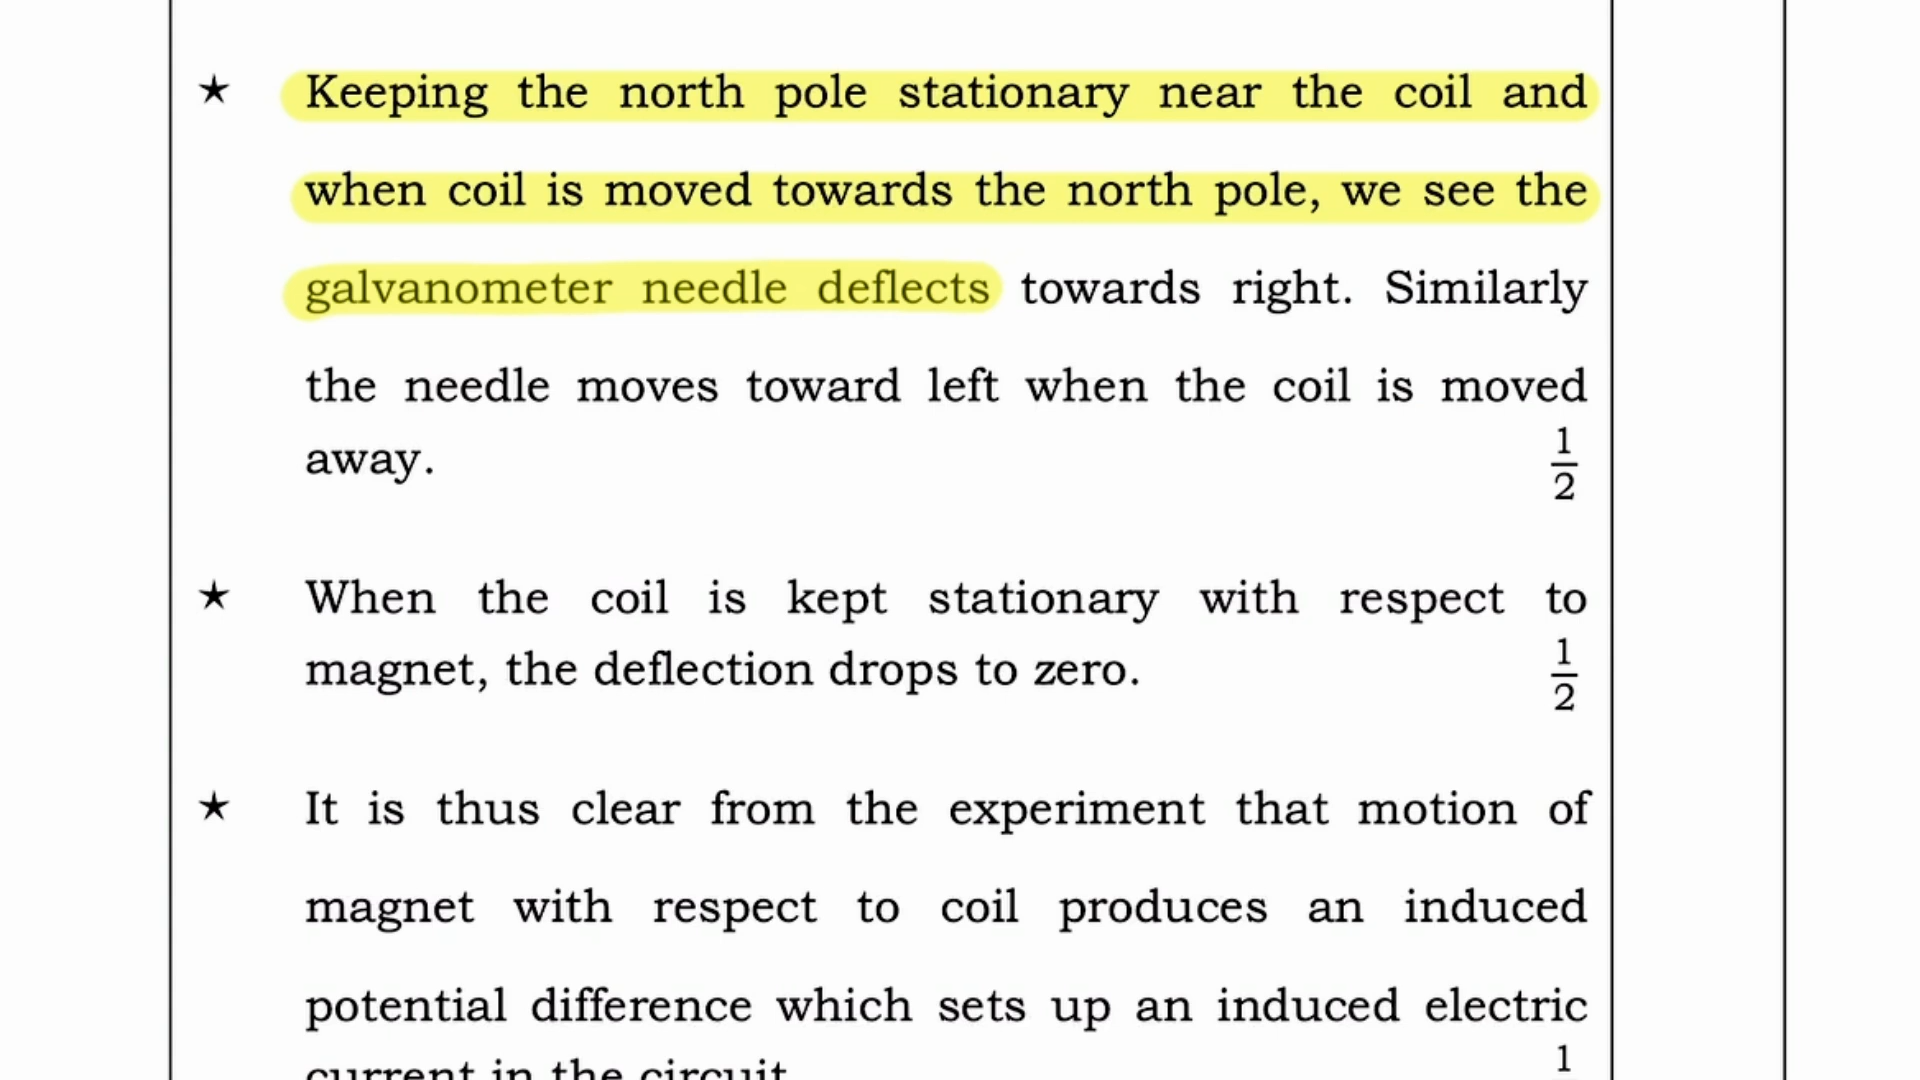 ★ Keeping the north pole stationary near the coil and
when coil is moved towards the north pole, we see the
galvanometer needle deflects towards right. Similarly
the needle moves toward left when the coil is moved
away. 1/2
★ When the coil is kept stationary with respect to
magnet, the deflection drops to zero. 1/2
★ It is thus clear from the experiment that motion of
magnet with respect to coil produces an induced
potential difference which sets up an induced electric
current in the circuit. 1